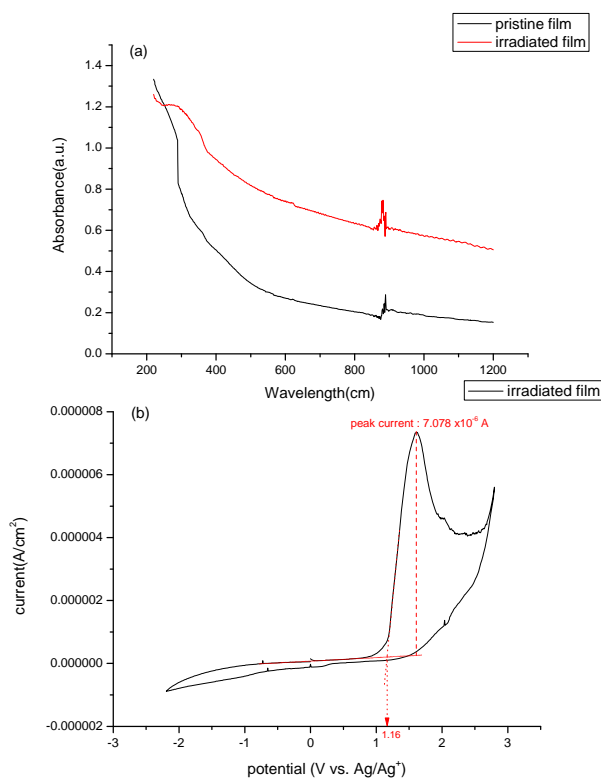 pristine film
irradiated film
(a)
1.4
1.2
1.0
0.8
0.6
0.4
0.2
0.0
Absorbance(a.u.)
200 400 600 800 1000 1200
Wavelength(cm)
irradiated film
(b)
peak current : 7.078 x10⁻⁶ A
0.000008
0.000006
0.000004
0.000002
0.000000
-0.000002
current(A/cm²)
1.16
-3 -2 -1 0 1 2 3
potential (V vs. Ag/Ag⁺)